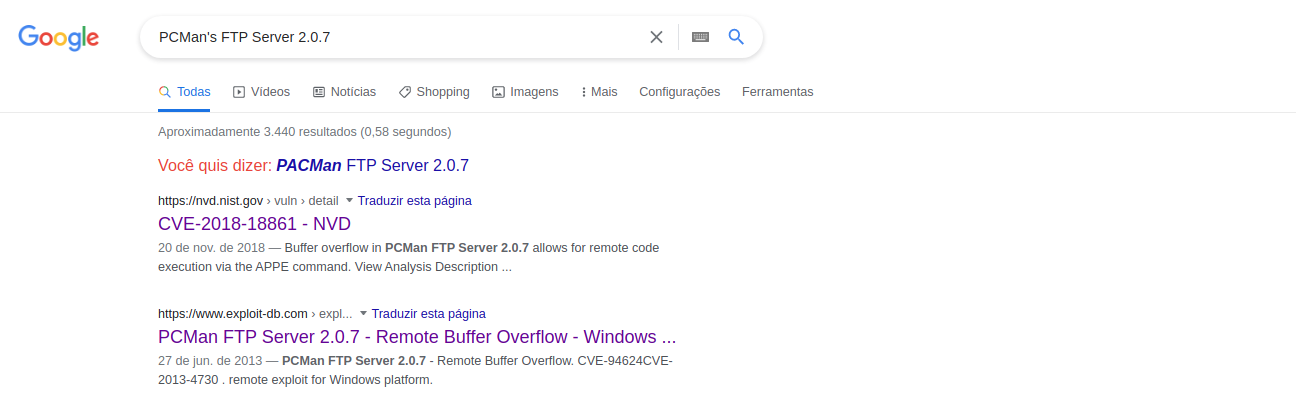 Google
PCMan's FTP Server 2.0.7
Todas Vídeos Notícias Shopping Imagens Mais Configurações Ferramentas
Aproximadamente 3.440 resultados (0,58 segundos)
Você quis dizer: PACMan FTP Server 2.0.7
https://nvd.nist.gov › vuln › detail Traduzir esta página
CVE-2018-18861 - NVD
20 de nov. de 2018 — Buffer overflow in PCMan FTP Server 2.0.7 allows for remote code
execution via the APPE command. View Analysis Description ...
https://www.exploit-db.com › expl... Traduzir esta página
PCMan FTP Server 2.0.7 - Remote Buffer Overflow - Windows ...
27 de jun. de 2013 — PCMan FTP Server 2.0.7 - Remote Buffer Overflow. CVE-94624CVE-
2013-4730 . remote exploit for Windows platform.